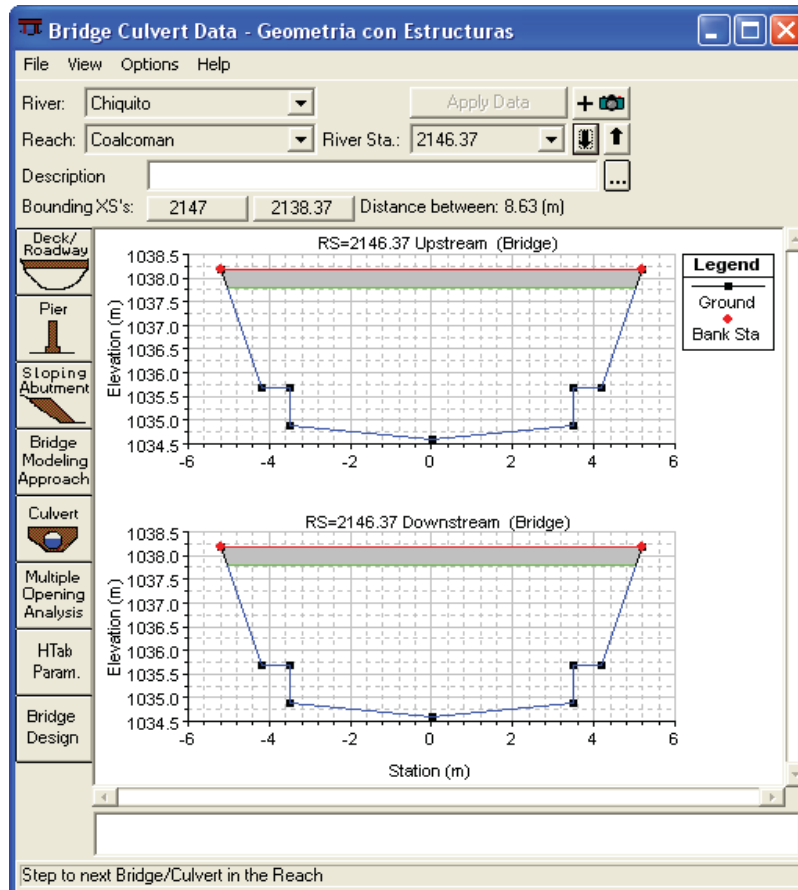 Bridge Culvert Data - Geometria con Estructuras
File View Options Help
River: Chiquito Apply Data +
Reach: Coalcoman River Sta.: 2146.37
Description ...
Bounding XS's: 2147 2138.37 Distance between: 8.63 (m)
Deck/
Roadway
Pier
Sloping
Abutment
Bridge
Modeling
Approach
Culvert
Multiple
Opening
Analysis
HTab
Param.
Bridge
Design
RS=2146.37 Upstream (Bridge)
Elevation (m)
1038.5
1038.0
1037.5
1037.0
1036.5
1036.0
1035.5
1035.0
1034.5
-6 -4 -2 0 2 4 6
Legend
Ground
Bank Sta
RS=2146.37 Downstream (Bridge)
Elevation (m)
1038.5
1038.0
1037.5
1037.0
1036.5
1036.0
1035.5
1035.0
1034.5
-6 -4 -2 0 2 4 6
Station (m)
Step to next Bridge/Culvert in the Reach